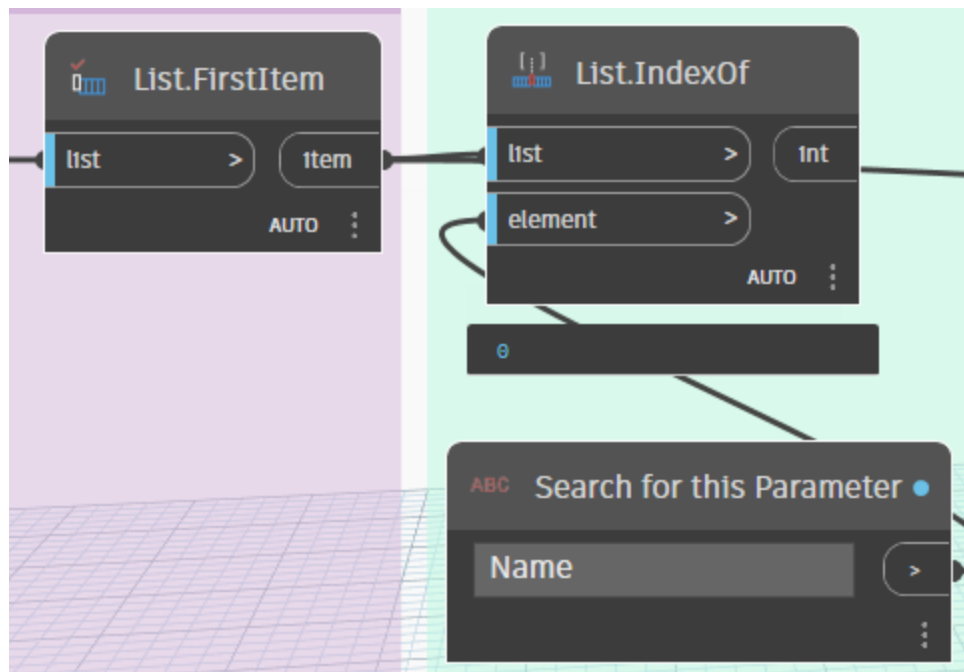 List.FirstItem
list > item
AUTO
List.IndexOf
list > int
element >
AUTO
0
ABC Search for this Parameter
Name >